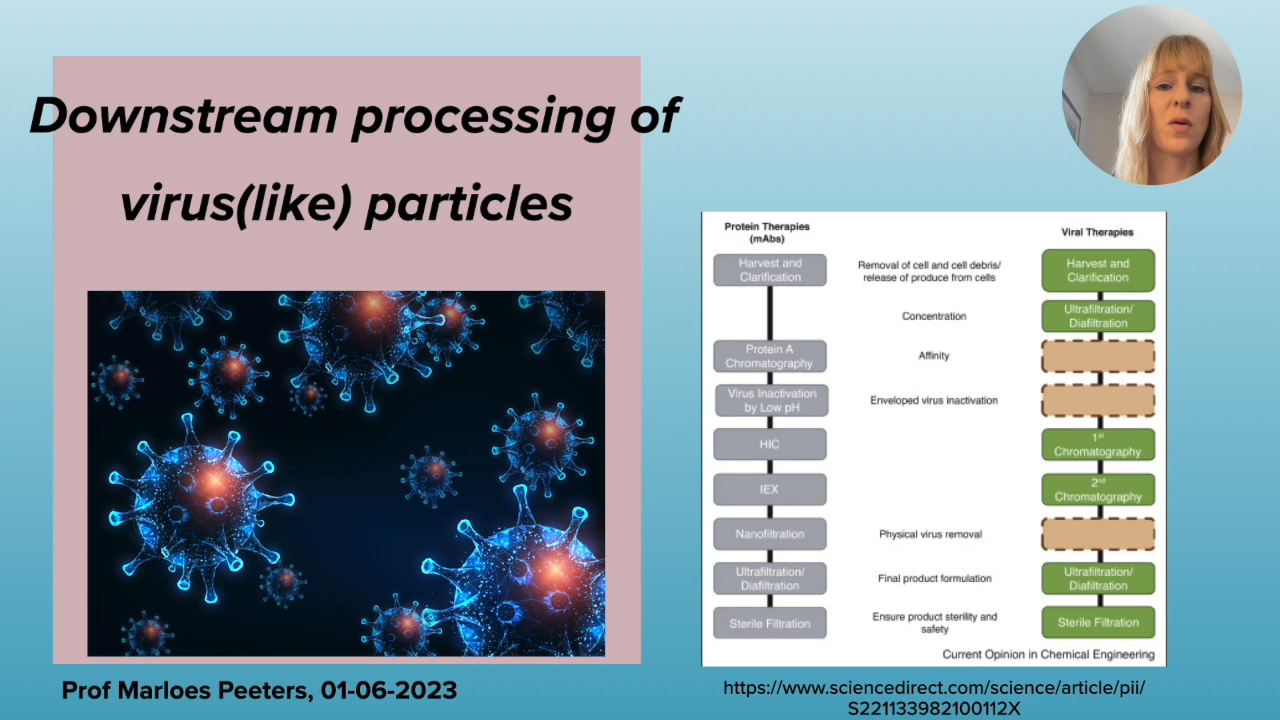 Downstream processing of
virus(like) particles
Prof Marloes Peeters, 01-06-2023
Protein Therapies
(mAbs)
Viral Therapies
Harvest and
Clarification
Removal of cell and cell debris/
release of produce from cells
Harvest and
Clarification
Concentration
Ultrafiltration/
Diafiltration
Protein A
Chromatography
Affinity
Virus Inactivation
by Low pH
Enveloped virus inactivation
HIC
1st
Chromatography
IEX
2nd
Chromatography
Nanofiltration
Physical virus removal
Ultrafiltration/
Diafiltration
Final product formulation
Ultrafiltration/
Diafiltration
Sterile Filtration
Ensure product sterility and
safety
Sterile Filtration
Current Opinion in Chemical Engineering
https://www.sciencedirect.com/science/article/pii/
S221133982100112X